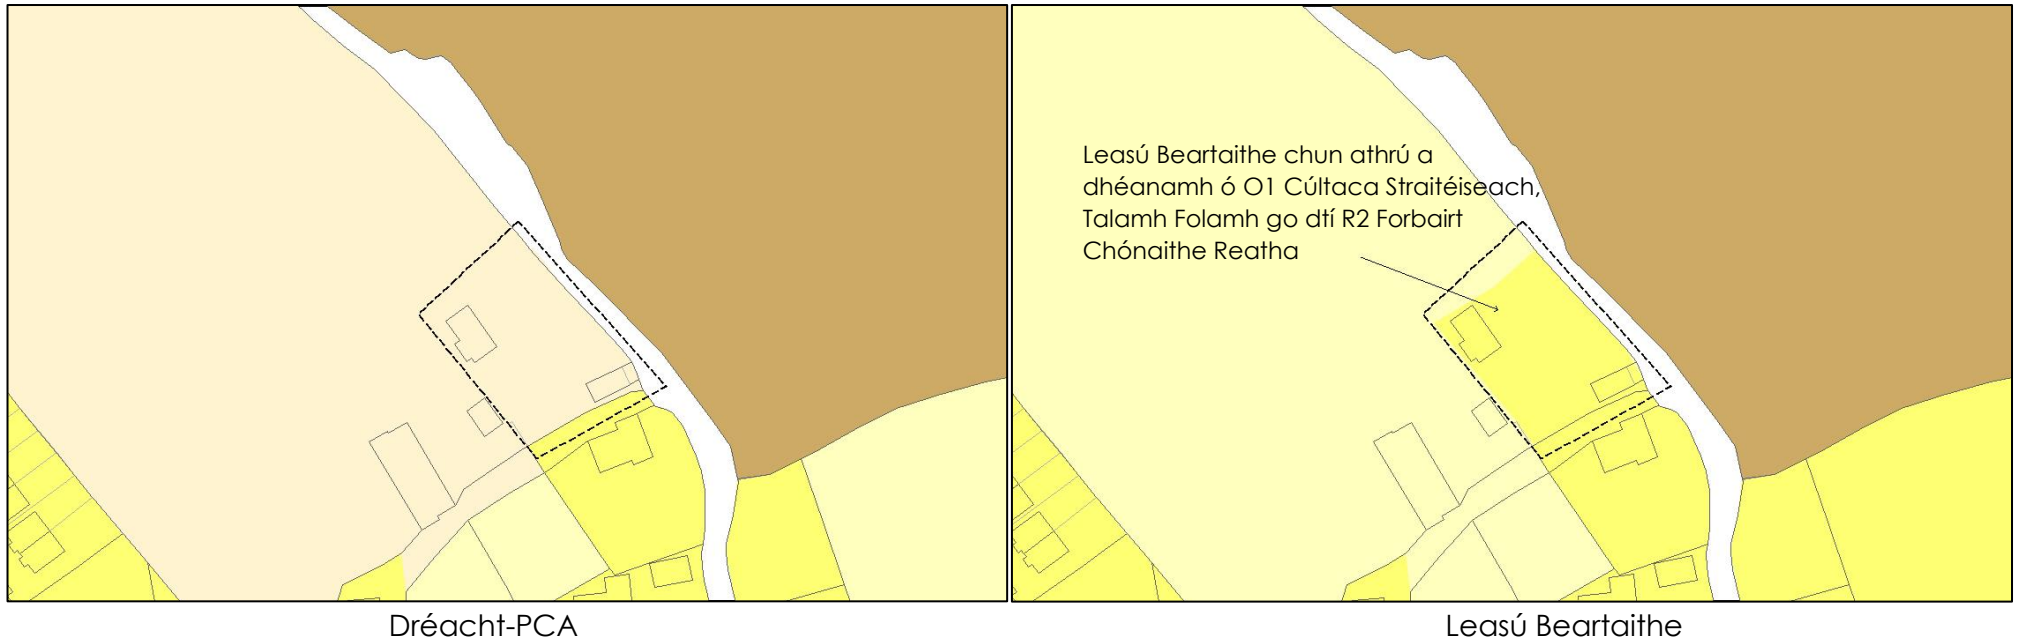 Leasú Beartaithe chun athrú a
dhéanamh ó O1 Cúltaca Straitéiseach,
Talamh Folamh go dtí R2 Forbairt
Chónaithe Reatha
Dréacht-PCA
Leasú Beartaithe